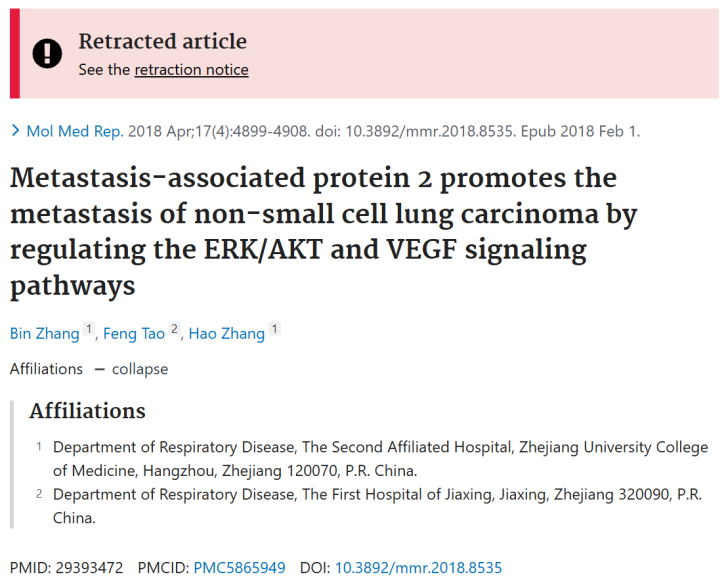 Retracted article
See the retraction notice
Mol Med Rep. 2018 Apr;17(4):4899-4908. doi: 10.3892/mmr.2018.8535. Epub 2018 Feb 1.
Metastasis-associated protein 2 promotes the
metastasis of non-small cell lung carcinoma by
regulating the ERK/AKT and VEGF signaling
pathways
Bin Zhang 1, Feng Tao 2, Hao Zhang 1
Affiliations – collapse
Affiliations
1 Department of Respiratory Disease, The Second Affiliated Hospital, Zhejiang University College
of Medicine, Hangzhou, Zhejiang 120070, P.R. China.
2 Department of Respiratory Disease, The First Hospital of Jiaxing, Jiaxing, Zhejiang 320090, P.R.
China.
PMID: 29393472 PMCID: PMC5865949 DOI: 10.3892/mmr.2018.8535